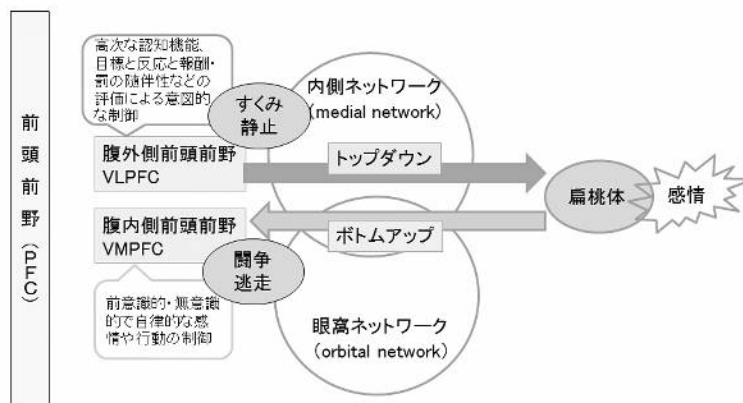 前頭前野(PFC)
高次な認知機能、
目標と反応と報酬・
罰の随伴性などの
評価による意図的
な制御
すくみ
静止
内側ネットワーク
(medial network)
腹外側前頭前野
VLPFC
トップダウン
扁桃体
感情
腹内側前頭前野
VMPFC
ボトムアップ
闘争
逃走
前意識的・無意識
的で自律的な感
情や行動の制御
眼窩ネットワーク
(orbital network)